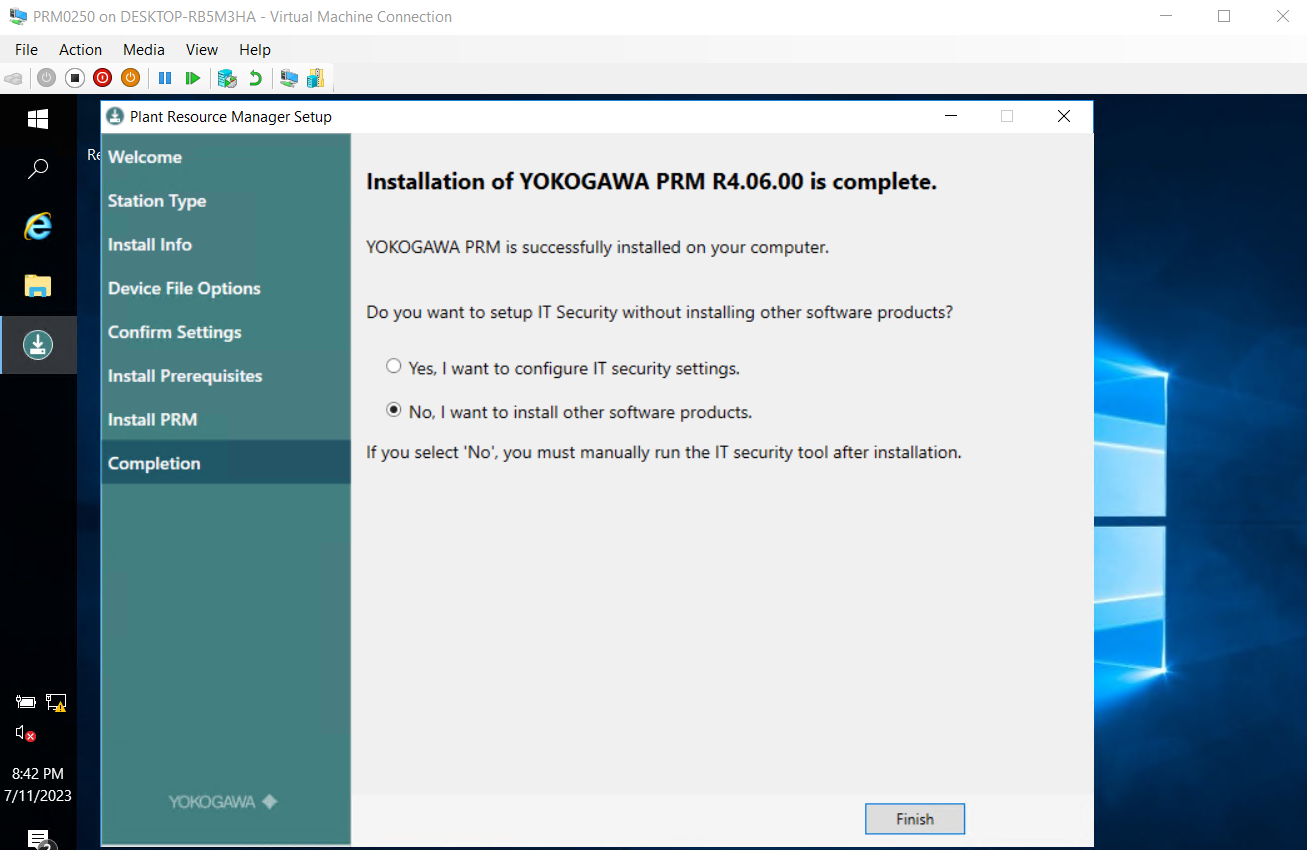 PRM0250 on DESKTOP-RB5M3HA - Virtual Machine Connection
File Action Media View Help
Plant Resource Manager Setup
Welcome
Station Type
Install Info
Device File Options
Confirm Settings
Install Prerequisites
Install PRM
Completion
YOKOGAWA
Installation of YOKOGAWA PRM R4.06.00 is complete.
YOKOGAWA PRM is successfully installed on your computer.
Do you want to setup IT Security without installing other software products?
Yes, I want to configure IT security settings.
No, I want to install other software products.
If you select 'No', you must manually run the IT security tool after installation.
Finish
8:42 PM
7/11/2023
2